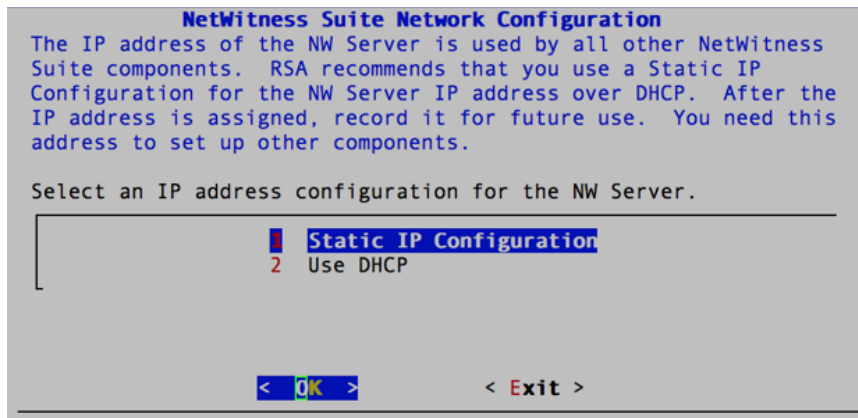 NetWitness Suite Network Configuration
The IP address of the NW Server is used by all other NetWitness
Suite components.  RSA recommends that you use a Static IP
Configuration for the NW Server IP address over DHCP.  After the
IP address is assigned, record it for future use.  You need this
address to set up other components.
Select an IP address configuration for the NW Server.
1  Static IP Configuration
2  Use DHCP
<  OK  >  < Exit >